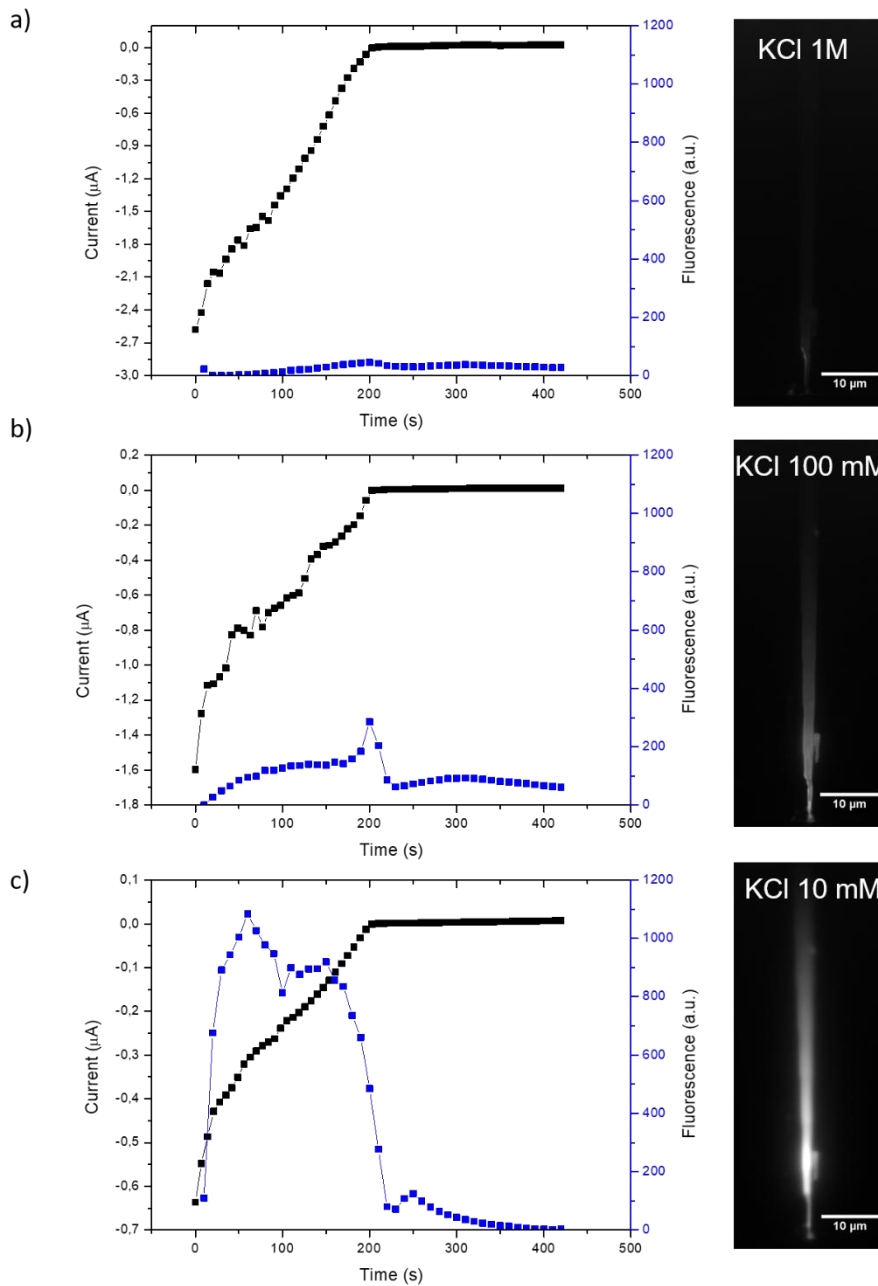 a)
0,0
-0,3
-0,6
-0,9
-1,2
-1,5
-1,8
-2,1
-2,4
-2,7
-3,0
Current (µA)
0 100 200 300 400 500
Time (s)
1200
1000
800
600
400
200
0
Fluorescence (a.u.)
KCl 1M
10 µm
b)
0,2
0,0
-0,2
-0,4
-0,6
-0,8
-1,0
-1,2
-1,4
-1,6
-1,8
Current (µA)
0 100 200 300 400 500
Time (s)
1200
1000
800
600
400
200
0
Fluorescence (a.u.)
KCl 100 mM
10 µm
c)
0,1
0,0
-0,1
-0,2
-0,3
-0,4
-0,5
-0,6
-0,7
Current (µA)
0 100 200 300 400 500
Time (s)
1200
1000
800
600
400
200
0
Fluorescence (a.u.)
KCl 10 mM
10 µm